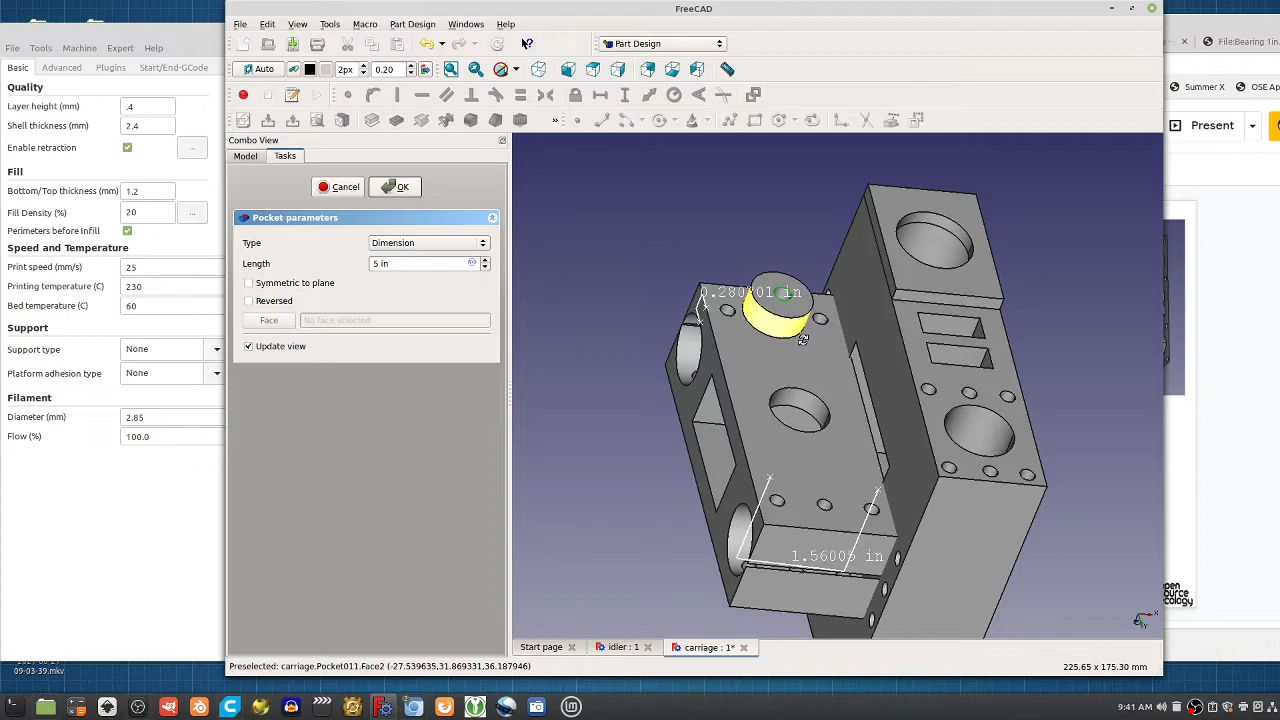 FreeCAD
File Edit View Tools Macro Part Design Windows Help
File Tools Machine Expert Help
Part Design
File:Bearing 1in.
Basic Advanced Plugins Start/End-GCode
Auto 2px 0.20
Quality
Layer height (mm) .4
Shell thickness (mm) 2.4
Enable retraction ...
Fill
Bottom/Top thickness (mm) 1.2
Fill Density (%) 20 ...
Perimeters before Infill
Speed and Temperature
Print speed (mm/s) 25
Printing temperature (C) 230
Bed temperature (C) 60
Support
Support type None
Platform adhesion type None
Filament
Diameter (mm) 2.85
Flow (%) 100.0
09:03:39.mkv
Combo View
Model Tasks
Cancel OK
Pocket parameters
Type Dimension
Length 5 in
Symmetric to plane
Reversed
Face No face selected
Update view
1.56005 in
Start page idler : 1 carriage : 1*
Preselected: carriage.Pocket011.Face2 (-27.539635,31.869331,36.187946) 225.65 x 175.30 mm
Summer X OSE Ap
Present
open
source
ecology
9:41 AM